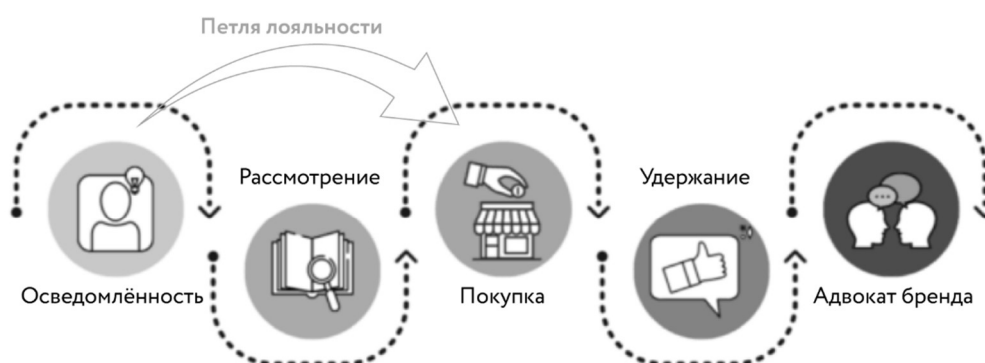 Петля лояльности
Рассмотрение
Удержание
Осведомлённость
Покупка
Адвокат бренда